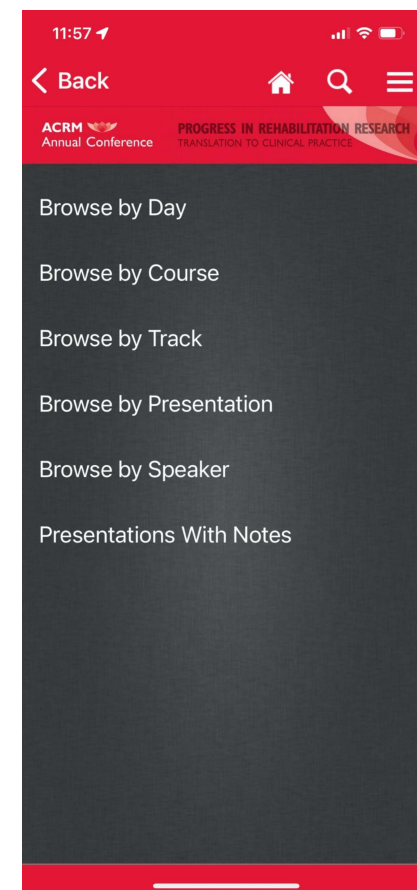 11:57
Back
ACRM
Annual Conference
PROGRESS IN REHABILITATION RESEARCH
TRANSLATION TO CLINICAL PRACTICE
Browse by Day
Browse by Course
Browse by Track
Browse by Presentation
Browse by Speaker
Presentations With Notes